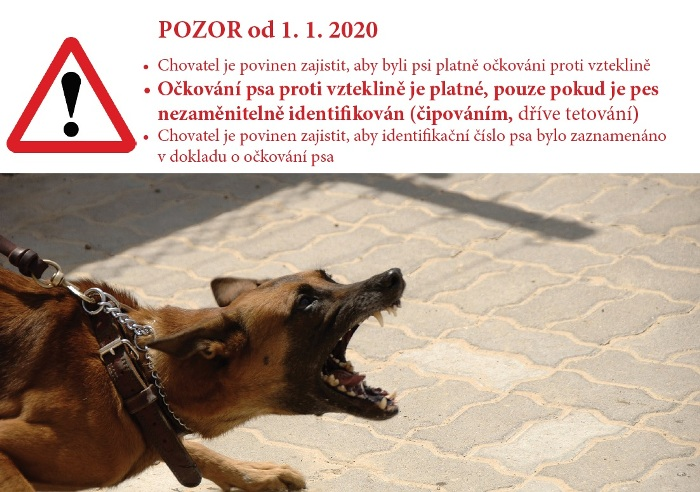 POZOR od 1. 1. 2020
• Chovatel je povinen zajistit, aby byli psi platně očkováni proti vzteklině
• Očkování psa proti vzteklině je platné, pouze pokud je pes
nezaměnitelně identifikován (čipováním, dříve tetování)
• Chovatel je povinen zajistit, aby identifikační číslo psa bylo zaznamenáno
v dokladu o očkování psa